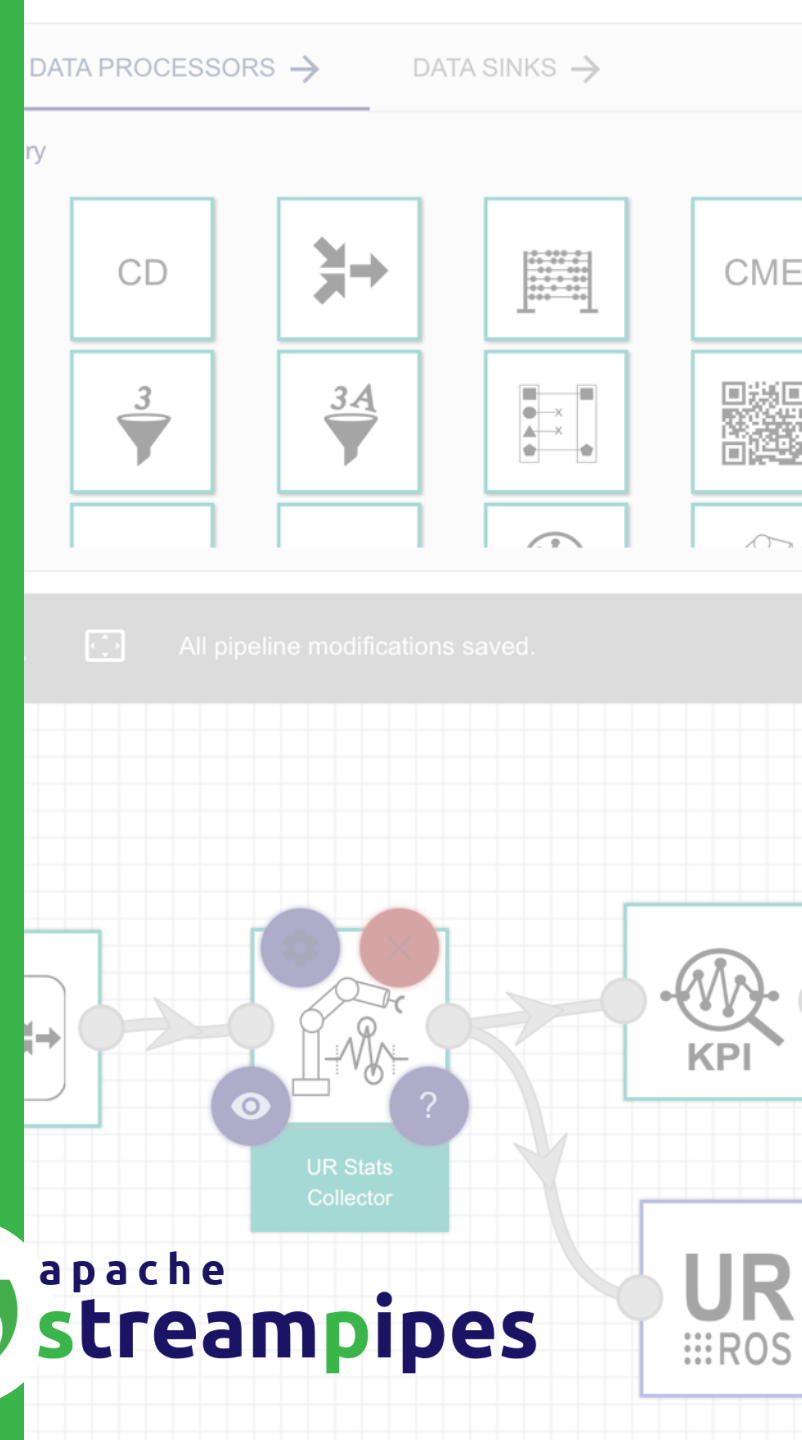 DATA PROCESSORS
DATA SINKS
ry
CD
CME
3
3A
All pipeline modifications saved.
KPI
?
UR Stats
Collector
apache
streampipes
UR
ROS